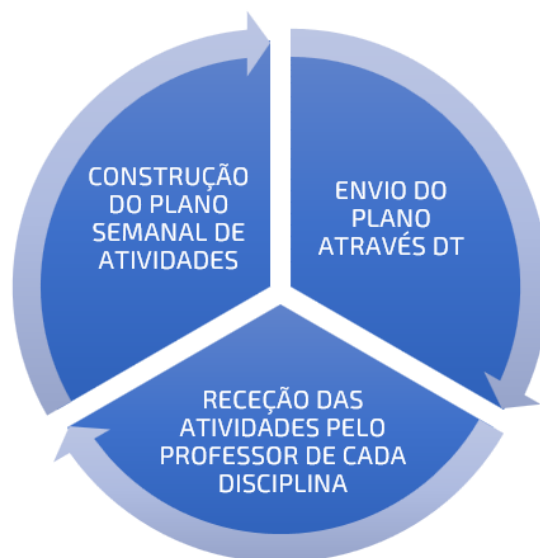 CONSTRUÇÃO
DO PLANO
SEMANAL DE
ATIVIDADES
ENVIO DO
PLANO
ATRAVÉS DT
RECEÇÃO DAS
ATIVIDADES PELO
PROFESSOR DE CADA
DISCIPLINA